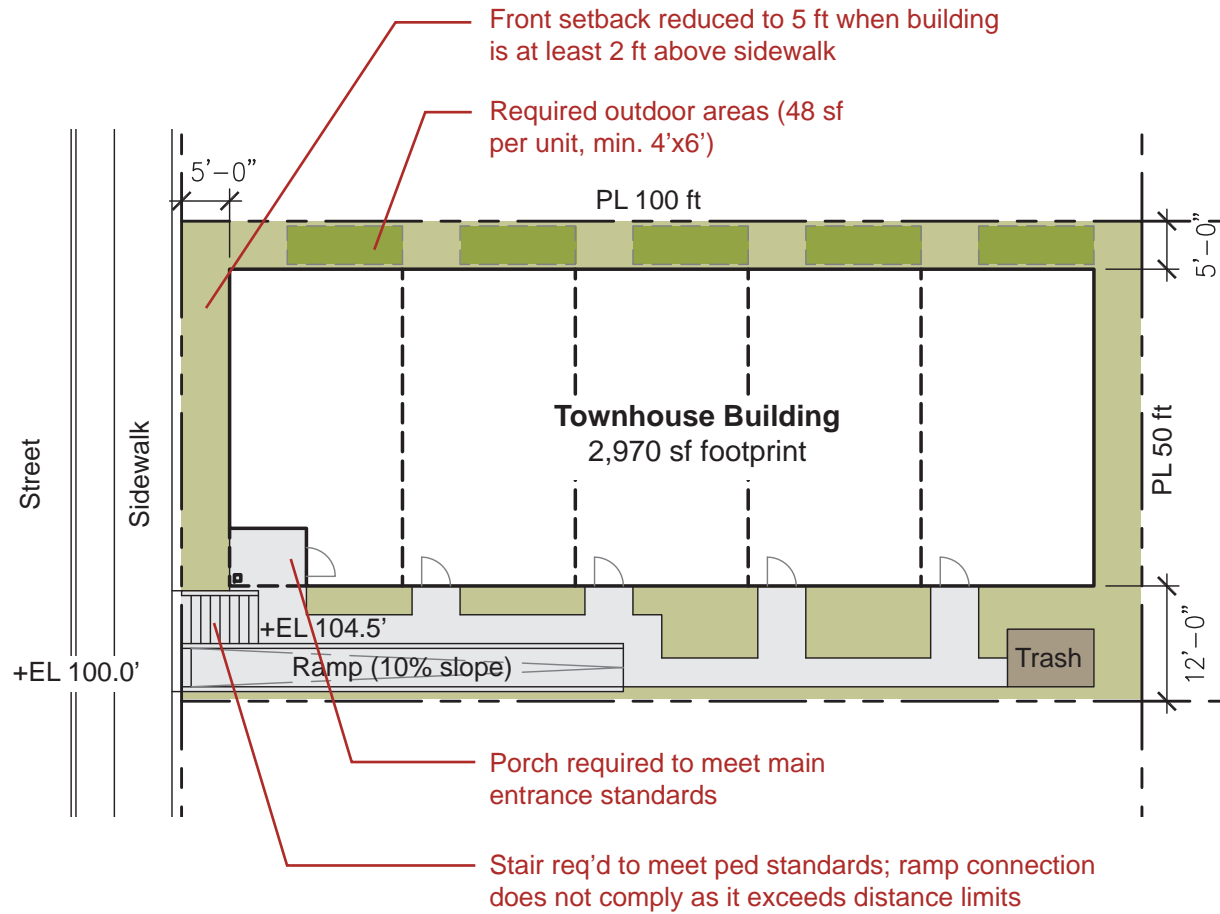 Front setback reduced to 5 ft when building
is at least 2 ft above sidewalk
Required outdoor areas (48 sf
per unit, min. 4’x6’)
5’-0”
PL 100 ft
5’-0”
Townhouse Building
2,970 sf footprint
PL 50 ft
Street
Sidewalk
+EL 104.5’
+EL 100.0’
Ramp (10% slope)
Trash
12’-0”
Porch required to meet main
entrance standards
Stair req’d to meet ped standards; ramp connection
does not comply as it exceeds distance limits